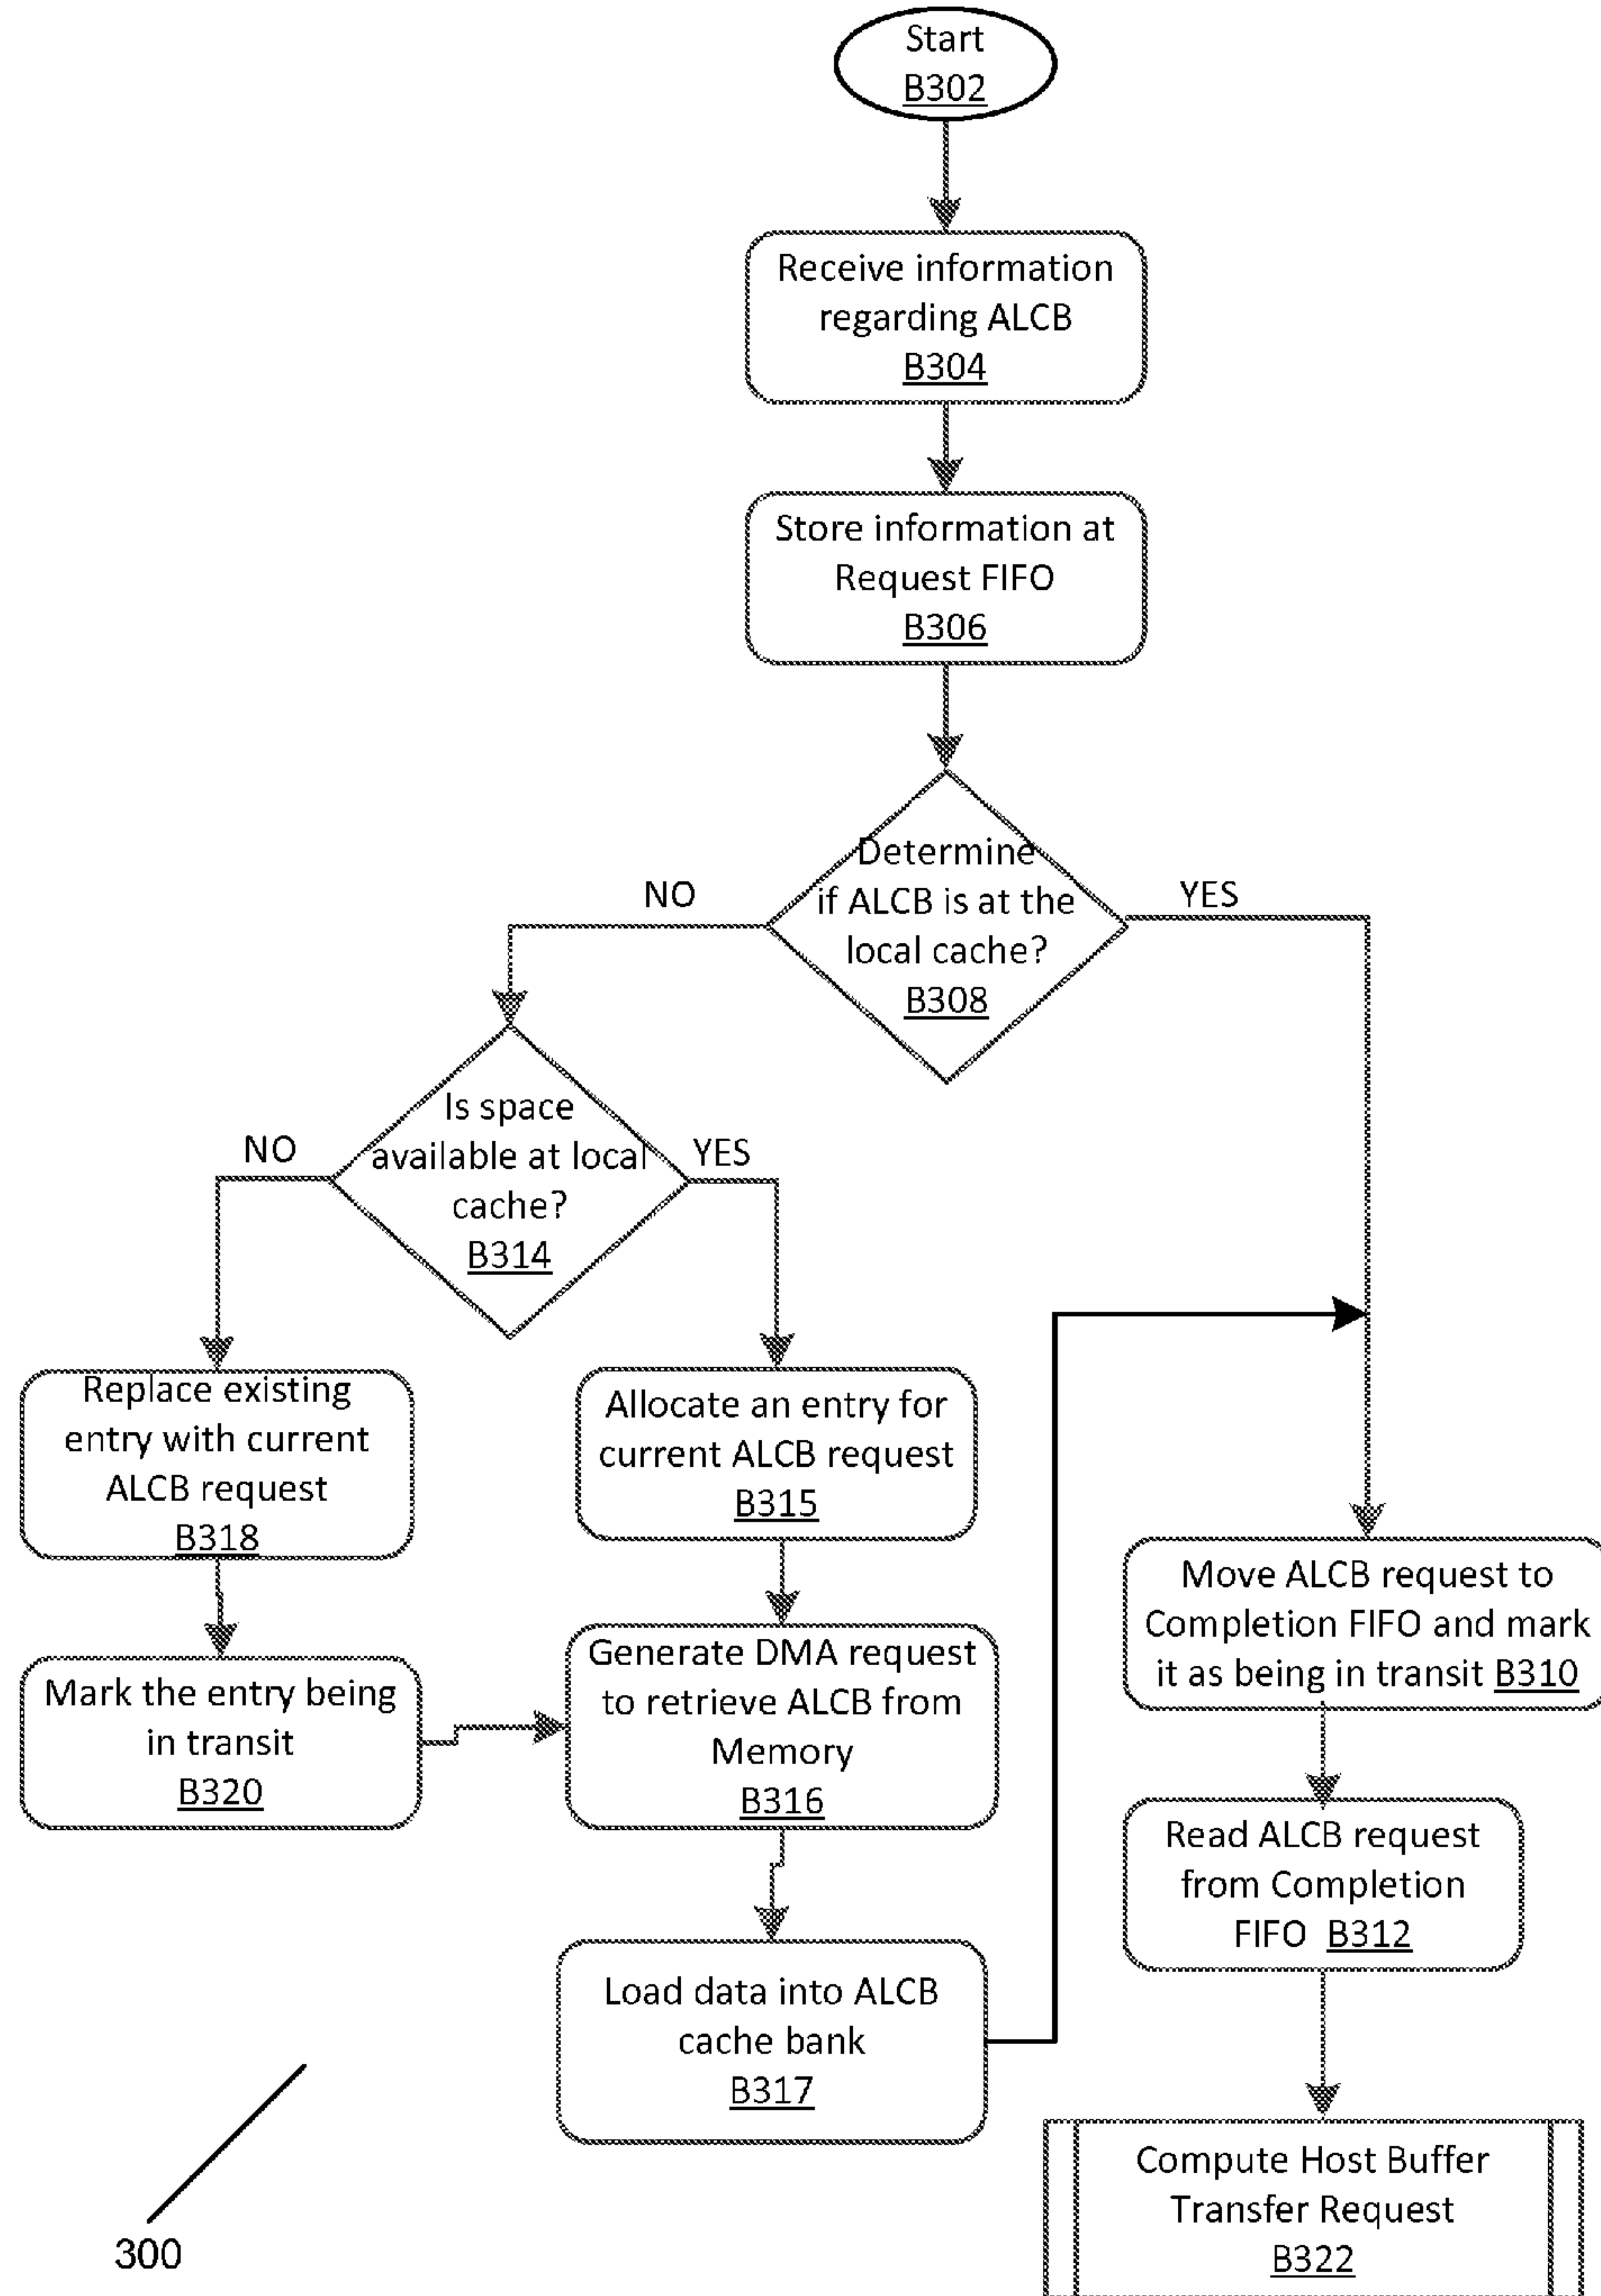 Start
B302
Receive information
regarding ALCB
B304
Store information at
Request FIFO
B306
Determine
if ALCB is at the
local cache?
B308
NO
YES
Is space
available at local
cache?
B314
NO
YES
Replace existing
entry with current
ALCB request
B318
Allocate an entry for
current ALCB request
B315
Move ALCB request to
Completion FIFO and mark
it as being in transit B310
Mark the entry being
in transit
B320
Generate DMA request
to retrieve ALCB from
Memory
B316
Read ALCB request
from Completion
FIFO B312
Load data into ALCB
cache bank
B317
Compute Host Buffer
Transfer Request
B322
300